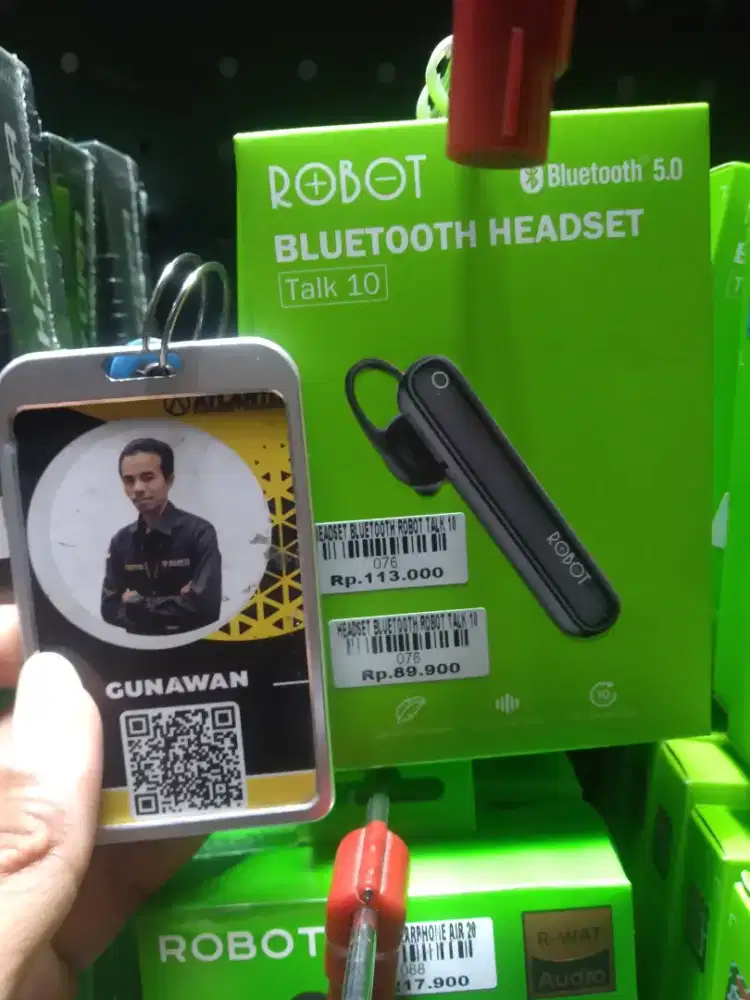 ROBOT
Bluetooth 5.0
BLUETOOTH HEADSET
Talk 10
ROBOT
HEADSET BLUETOOTH ROBOT TALK 10
076
Rp.113.000
HEADSET BLUETOOTH ROBOT TALK 10
076
Rp.89.900
GUNAWAN
ROBOT
ARPHONE AIR 20
088
17.900
R-WAT
Audio